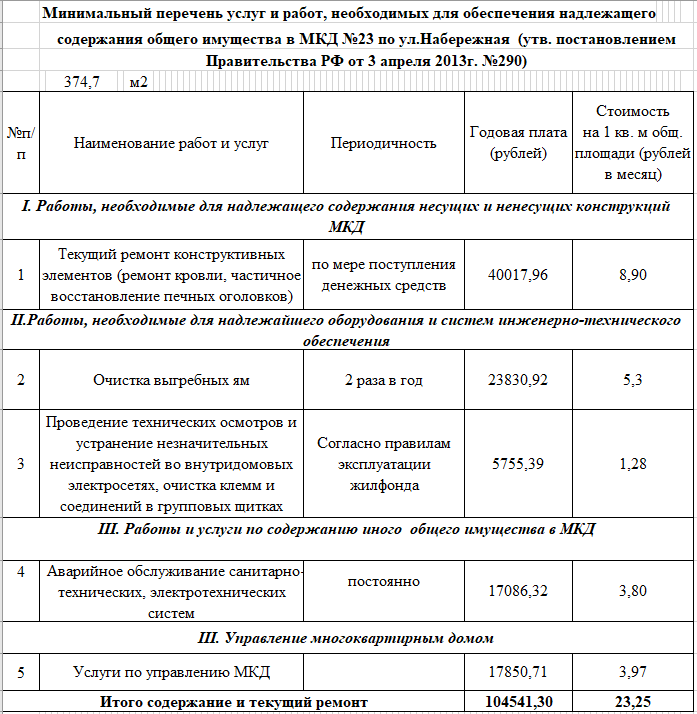 Минимальный перечень услуг и работ, необходимых для обеспечения надлежащего
содержания общего имущества в МКД №23 по ул.Набережная (утв. постановлением
Правительства РФ от 3 апреля 2013г. №290)
374,7 м2
№п/
п
Наименование работ и услуг
Периодичность
Годовая плата
(рублей)
Стоимость
на 1 кв. м общ.
площади (рублей
в месяц)
I. Работы, необходимые для надлежащего содержания несущих и ненесущих конструкций
МКД
1
Текущий ремонт конструктивных
элементов (ремонт кровли, частичное
восстановление печных оголовков)
по мере поступления
денежных средств
40017,96
8,90
II.Работы, необходимые для надлежайшего оборудования и систем инженерно-технического
обеспечения
2
Очистка выгребных ям
2 раза в год
23830,92
5,3
3
Проведение технических осмотров и
устранение незначительных
неисправностей во внутридомовых
электросетях, очистка клемм и
соединений в групповых щитках
Согласно правилам
эксплуатации
жилфонда
5755,39
1,28
III. Работы и услуги по содержанию иного общего имущества в МКД
4
Аварийное обслуживание санитарно-
технических, электротехнических
систем
постоянно
17086,32
3,80
III. Управление многоквартирным домом
5
Услуги по управлению МКД
17850,71
3,97
Итого содержание и текущий ремонт
104541,30
23,25